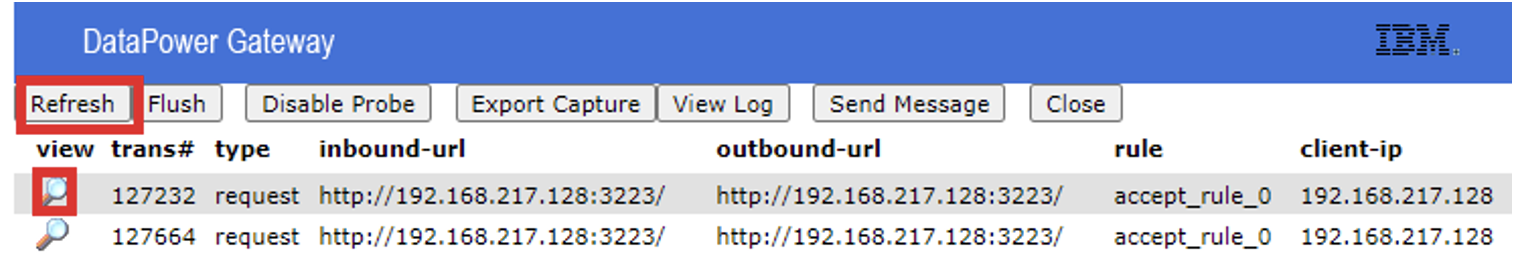 DataPower Gateway IBM.
Refresh Flush Disable Probe Export Capture View Log Send Message Close
view trans# type inbound-url outbound-url rule client-ip
127232 request http://192.168.217.128:3223/ http://192.168.217.128:3223/ accept_rule_0 192.168.217.128
127664 request http://192.168.217.128:3223/ http://192.168.217.128:3223/ accept_rule_0 192.168.217.128